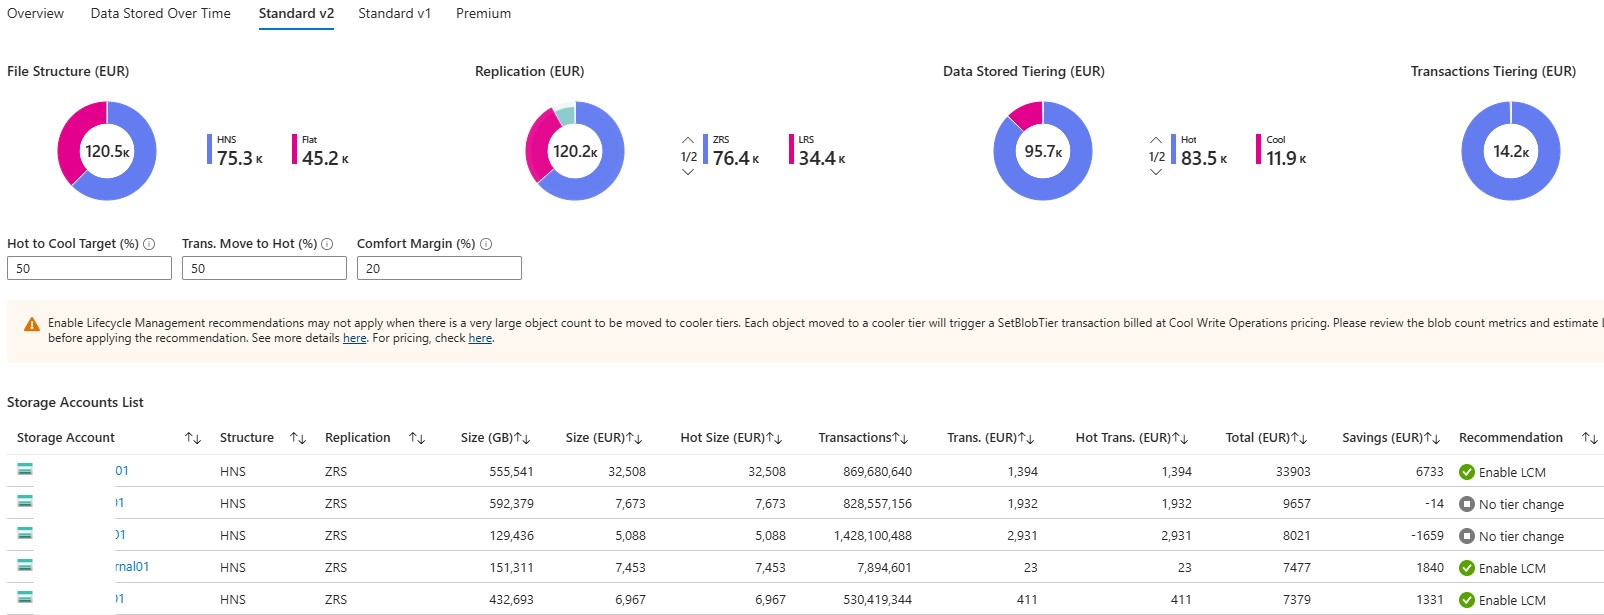 Overview Data Stored Over Time Standard v2 Standard v1 Premium
File Structure (EUR) Replication (EUR) Data Stored Tiering (EUR) Transactions Tiering (EUR)
120.5K HNS 75.3 K Flat 45.2 K
120.2K 1/2 ZRS 76.4 K LRS 34.4 K
95.7K 1/2 Hot 83.5 K Cool 11.9 K
14.2K
Hot to Cool Target (%) Trans. Move to Hot (%) Comfort Margin (%)
50 50 20
Enable Lifecycle Management recommendations may not apply when there is a very large object count to be moved to cooler tiers. Each object moved to a cooler tier will trigger a SetBlobTier transaction billed at Cool Write Operations pricing. Please review the blob count metrics and estimate
before applying the recommendation. See more details here. For pricing, check here.
Storage Accounts List
Storage Account Structure Replication Size (GB) Size (EUR) Hot Size (EUR) Transactions Trans. (EUR) Hot Trans. (EUR) Total (EUR) Savings (EUR) Recommendation
01 HNS ZRS 555,541 32,508 32,508 869,680,640 1,394 1,394 33903 6733 Enable LCM
01 HNS ZRS 592,379 7,673 7,673 828,557,156 1,932 1,932 9657 -14 No tier change
01 HNS ZRS 129,436 5,088 5,088 1,428,100,488 2,931 2,931 8021 -1659 No tier change
rnal01 HNS ZRS 151,311 7,453 7,453 7,894,601 23 23 7477 1840 Enable LCM
01 HNS ZRS 432,693 6,967 6,967 530,419,344 411 411 7379 1331 Enable LCM